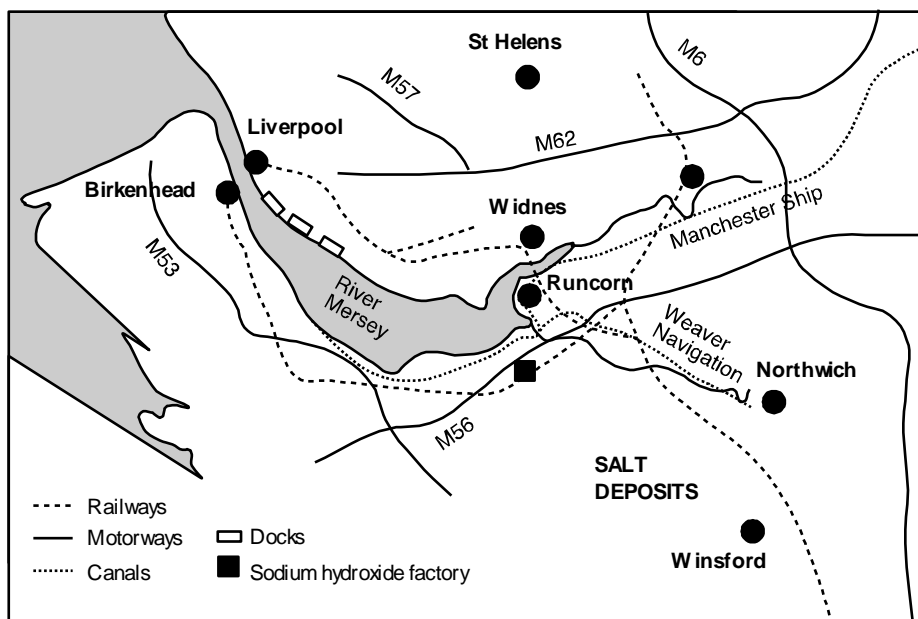 St Helens
M6
M57
Liverpool
M62
Birkenhead
Widnes
Manchester Ship
M53
River
Mersey
Runcorn
Weaver
Navigation
Northwich
M56
SALT
DEPOSITS
Railways
Motorways
Docks
Canals
Sodium hydroxide factory
Winsford